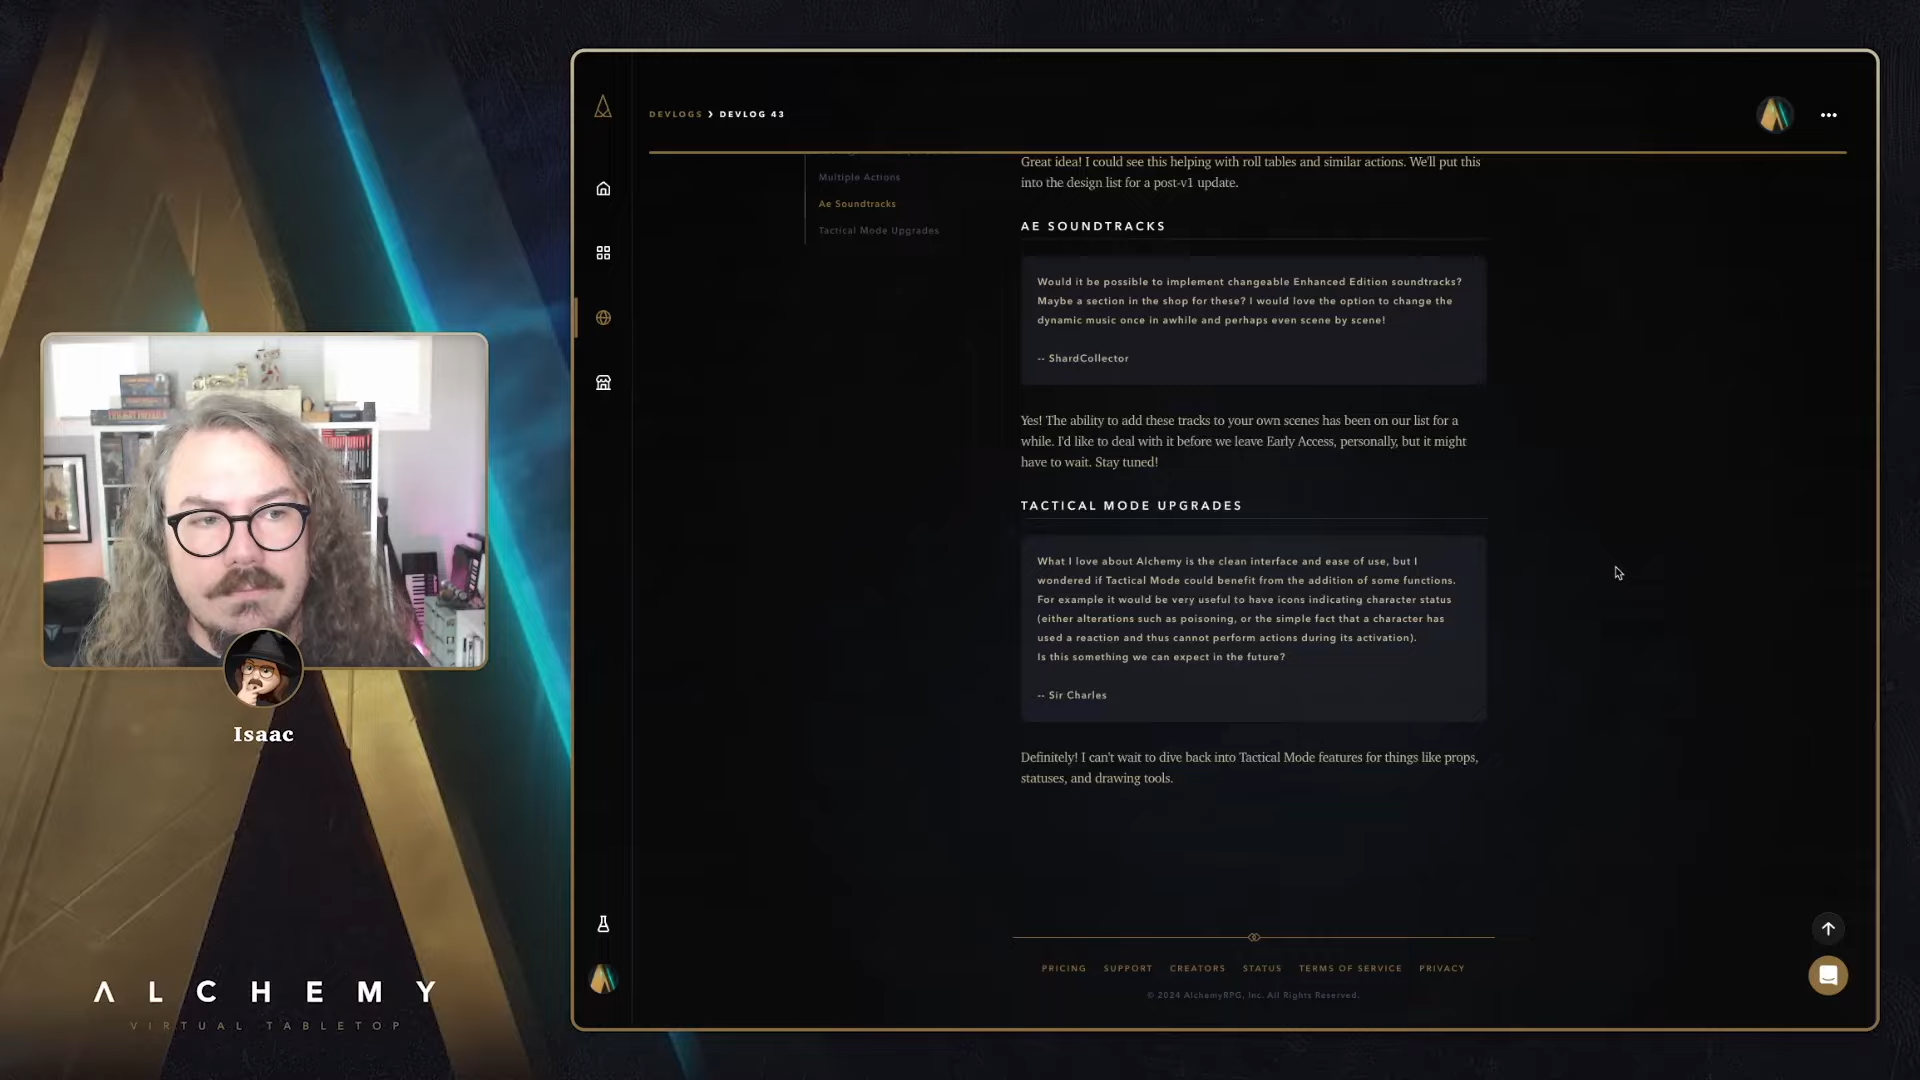 DEVLOGS › DEVLOG 43
Multiple Actions
Ae Soundtracks
Tactical Mode Upgrades
Great idea! I could see this helping with roll tables and similar actions. We'll put this
into the design list for a post-v1 update.
AE SOUNDTRACKS
Would it be possible to implement changeable Enhanced Edition soundtracks?
Maybe a section in the shop for these? I would love the option to change the
dynamic music once in awhile and perhaps even scene by scene!
-- ShardCollector
Yes! The ability to add these tracks to your own scenes has been on our list for a
while. I'd like to deal with it before we leave Early Access, personally, but it might
have to wait. Stay tuned!
TACTICAL MODE UPGRADES
What I love about Alchemy is the clean interface and ease of use, but I
wondered if Tactical Mode could benefit from the addition of some functions.
For example it would be very useful to have icons indicating character status
(either alterations such as poisoning, or the simple fact that a character has
used a reaction and thus cannot perform actions during its activation).
Is this something we can expect in the future?
-- Sir Charles
Definitely! I can't wait to dive back into Tactical Mode features for things like props,
statuses, and drawing tools.
PRICING SUPPORT CREATORS STATUS TERMS OF SERVICE PRIVACY
© 2024 AlchemyRPG, Inc. All Rights Reserved.
Isaac
ALCHEMY
VIRTUAL TABLETOP